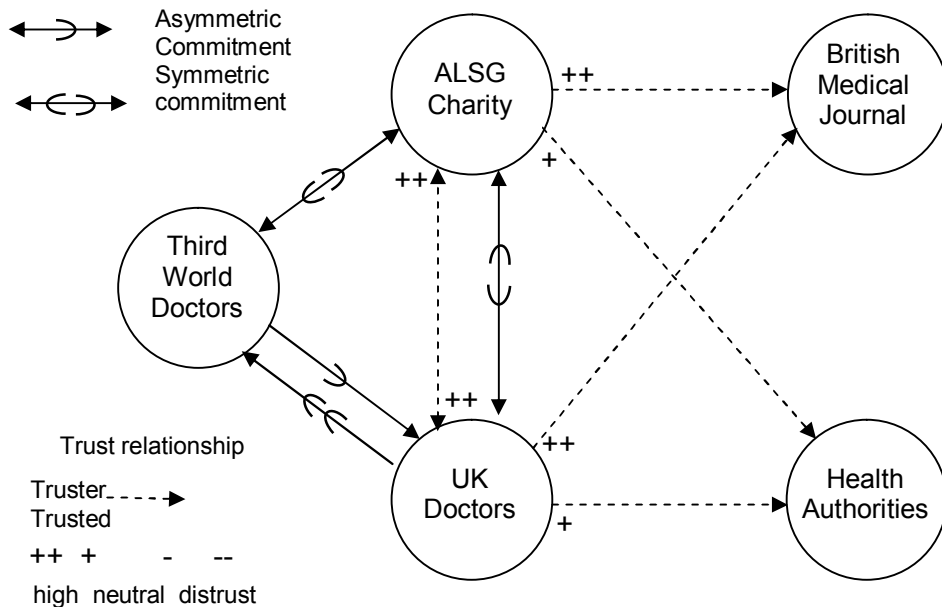 Asymmetric
Commitment
Symmetric
commitment
ALSG
Charity
++
British
Medical
Journal
+
++
Third
World
Doctors
++
++
UK
Doctors
+
Health
Authorities
Trust relationship
Truster
Trusted
++ + - --
high neutral distrust